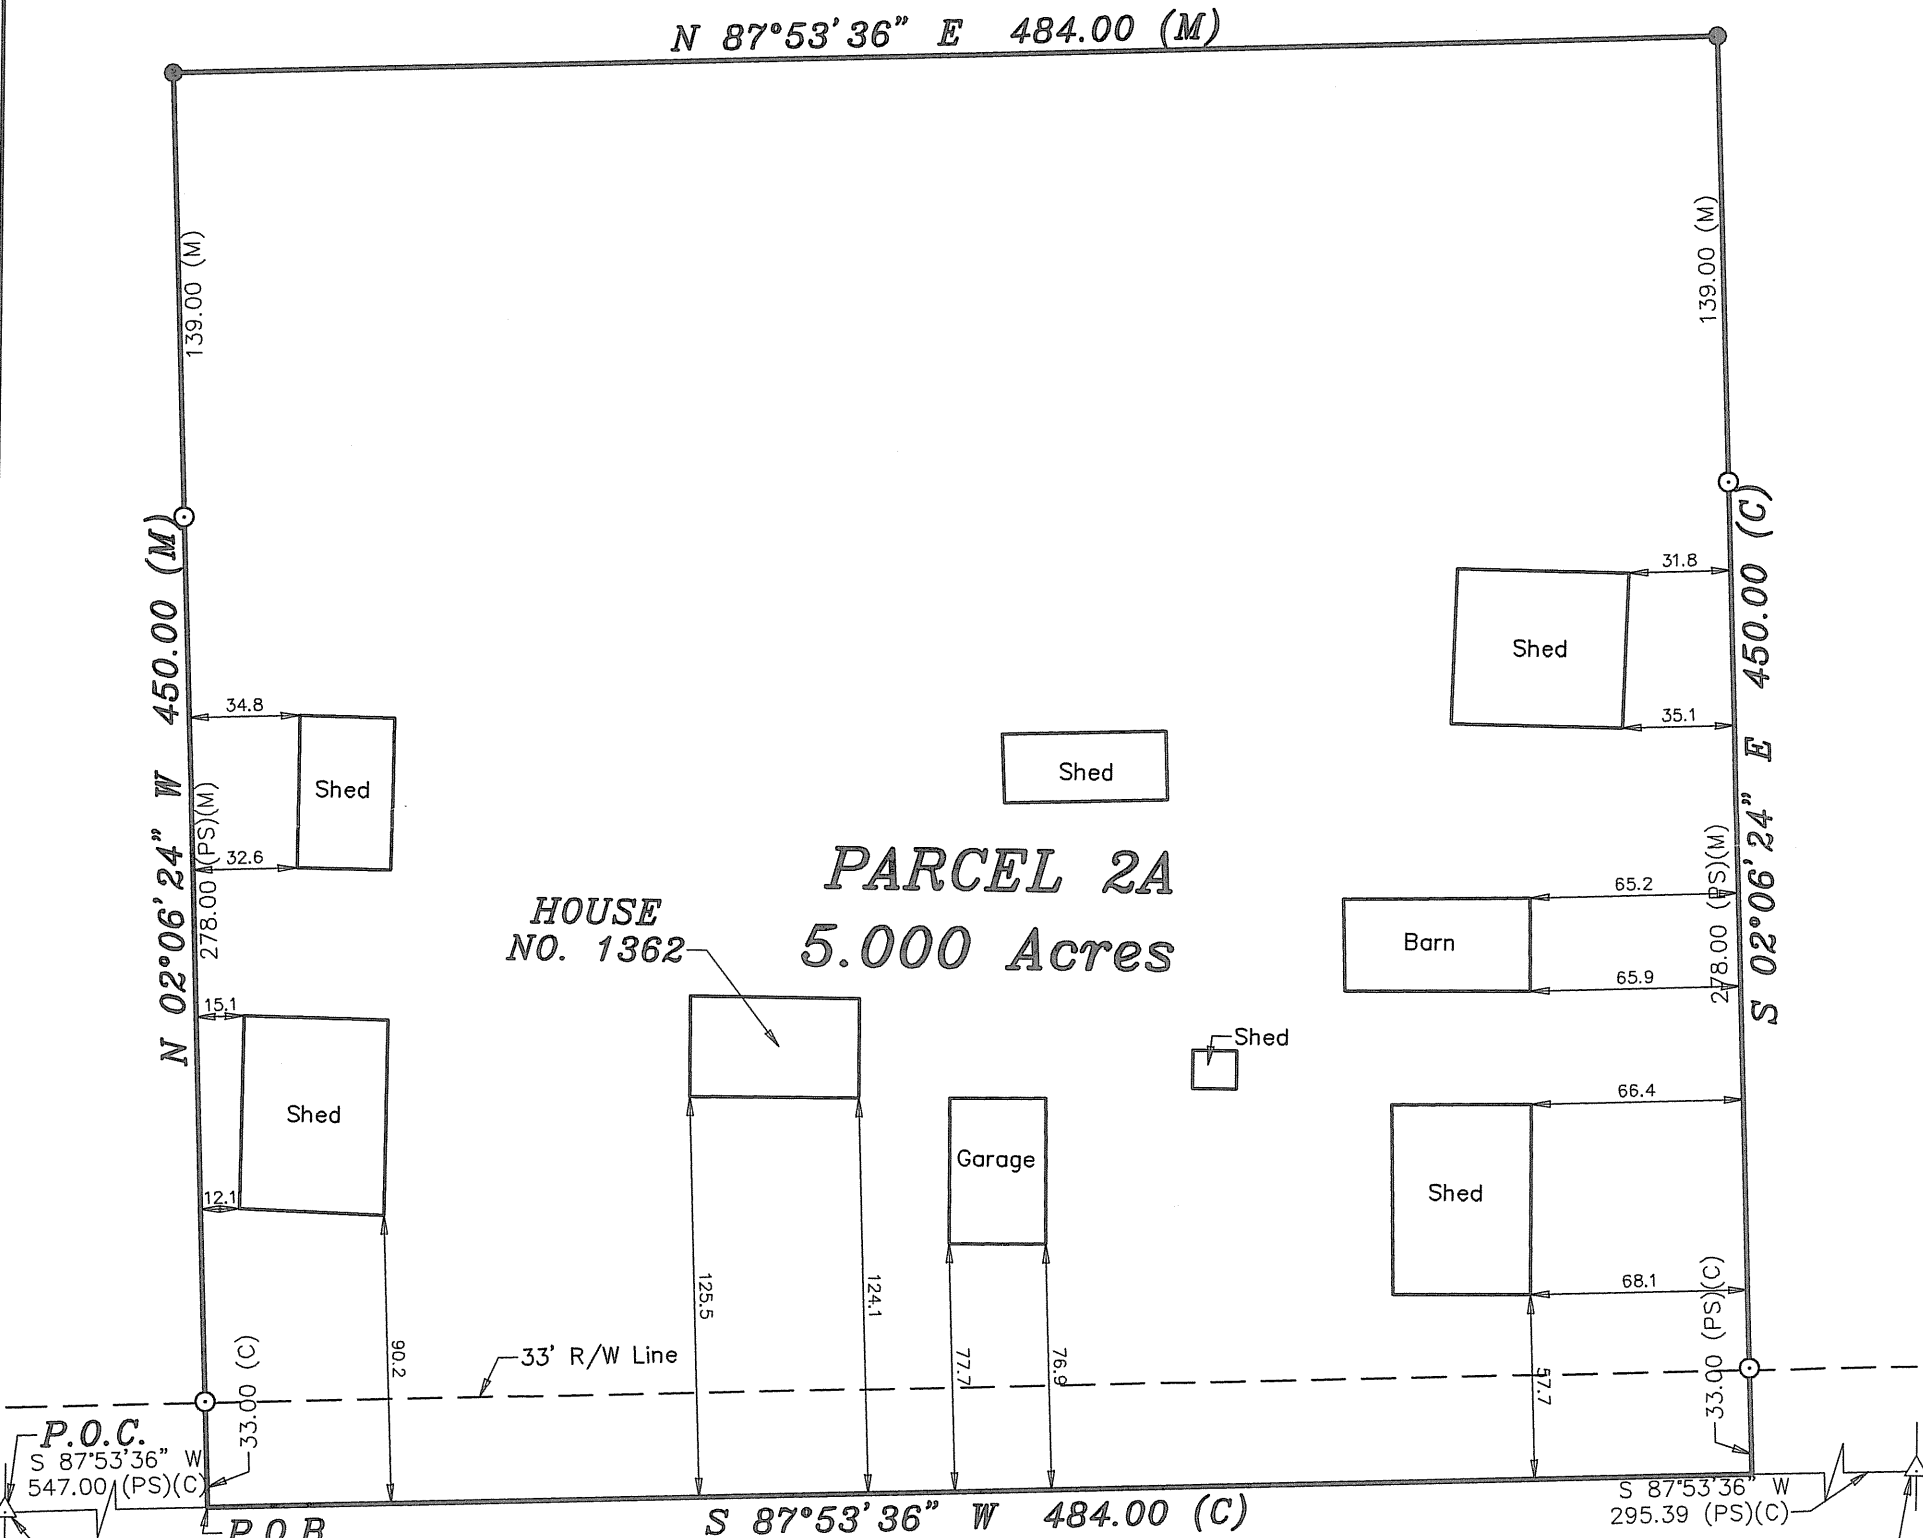 N 87°53'36" E 484.00 (M)
139.00 (M)
139.00 (M)
N 02°06'24" W 450.00 (M)
S 02°06'24" E 450.00 (C)
31.8
Shed
35.1
34.8
Shed
32.6
278.00 (PS)(M)
Shed
278.00 (PS)(M)
PARCEL 2A
5.000 Acres
HOUSE
NO. 1362
65.2
Barn
65.9
15.1
Shed
12.1
Shed
66.4
Shed
68.1
Garage
90.2
125.5
124.1
77.7
76.9
57.7
33' R/W Line
33.00 (C)
33.00 (PS)(C)
P.O.C.
S 87°53'36" W
547.00 (PS)(C)
P.O.B.
S 87°53'36" W 484.00 (C)
S 87°53'36" W
295.39 (PS)(C)